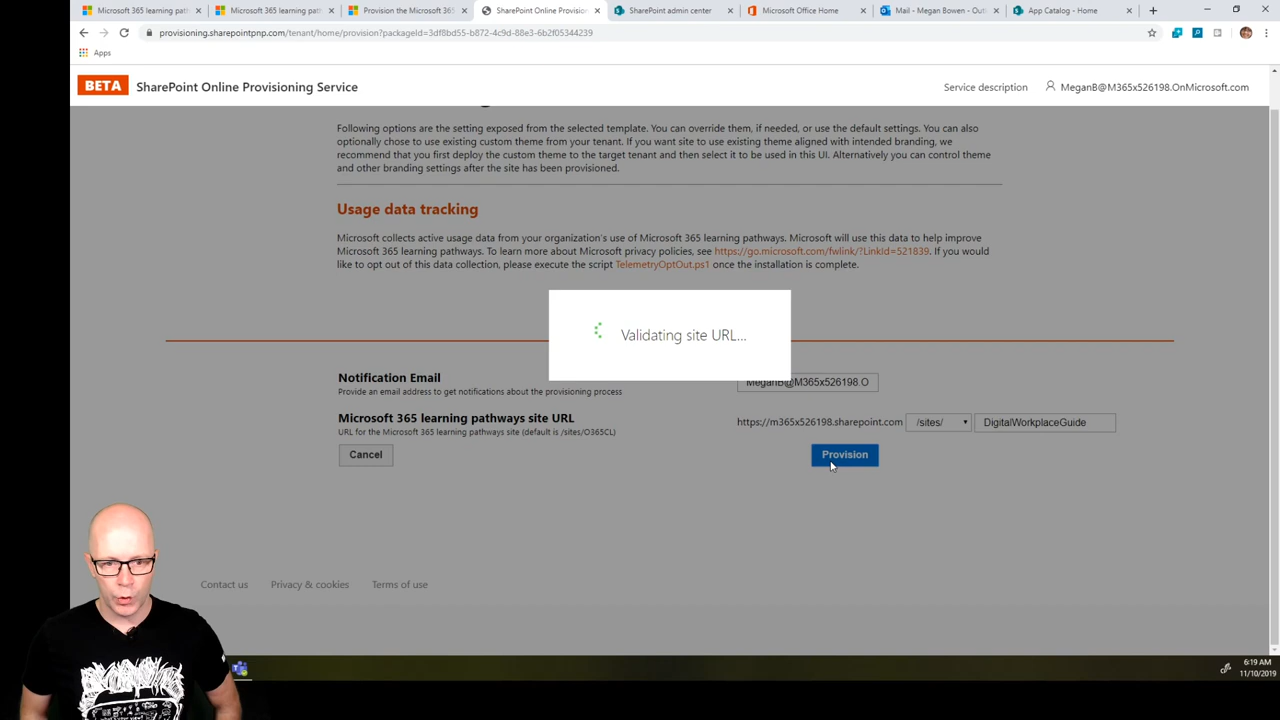 Microsoft 365 learning pat
Microsoft 365 learning pat
Provision the Microsoft 365
SharePoint Online Provision
SharePoint admin center
Microsoft Office Home
Mail - Megan Bowen - Out
App Catalog - Home
provisioning.sharepointpnp.com/tenant/home/provision?packageId=3df8bd55-b872-4c9d-88e3-6b2f05344239
Apps
BETA SharePoint Online Provisioning Service
Service description
MeganB@M365x526198.OnMicrosoft.com
Following options are the setting exposed from the selected template. You can override them, if needed, or use the default settings. You can also
optionally chose to use existing custom theme from your tenant. If you want site to use existing theme aligned with intended branding, we
recommend that you first deploy the custom theme to the target tenant and then select it to be used in this UI. Alternatively you can control theme
and other branding settings after the site has been provisioned.
Usage data tracking
Microsoft collects active usage data from your organization's use of Microsoft 365 learning pathways. Microsoft will use this data to help improve
Microsoft 365 learning pathways. To learn more about Microsoft privacy policies, see https://go.microsoft.com/fwlink/?LinkId=521839. If you would
like to opt out of this data collection, please execute the script TelemetryOptOut.ps1 once the installation is complete.
Validating site URL...
Notification Email
Provide an email address to get notifications about the provisioning process
MeganB@M365x526198.O
Microsoft 365 learning pathways site URL
URL for the Microsoft 365 learning pathways site (default is /sites/O365CL)
https://m365x526198.sharepoint.com /sites/ DigitalWorkplaceGuide
Cancel
Provision
Contact us
Privacy & cookies
Terms of use
6:19 AM
11/10/2019